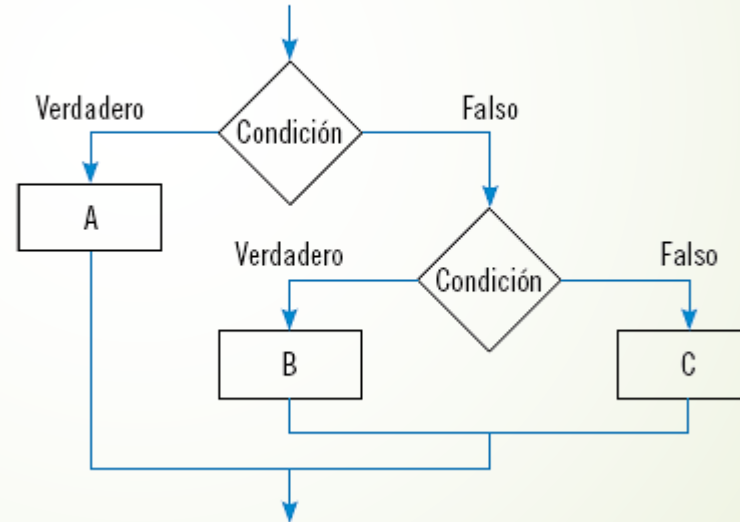 Verdadero
Condición
Falso
A
Verdadero
Condición
Falso
B
C